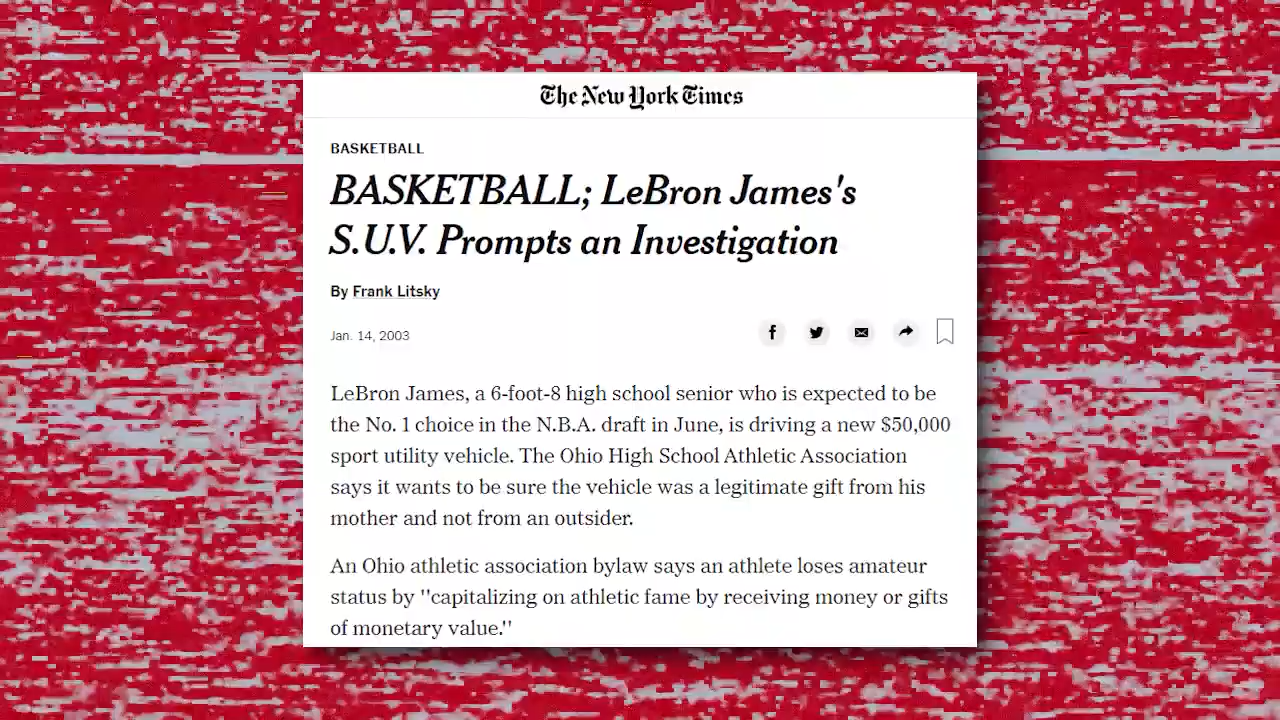 The New York Times
BASKETBALL
BASKETBALL; LeBron James's
S.U.V. Prompts an Investigation
By Frank Litsky
Jan. 14, 2003
LeBron James, a 6-foot-8 high school senior who is expected to be
the No. 1 choice in the N.B.A. draft in June, is driving a new $50,000
sport utility vehicle. The Ohio High School Athletic Association
says it wants to be sure the vehicle was a legitimate gift from his
mother and not from an outsider.
An Ohio athletic association bylaw says an athlete loses amateur
status by ''capitalizing on athletic fame by receiving money or gifts
of monetary value.''